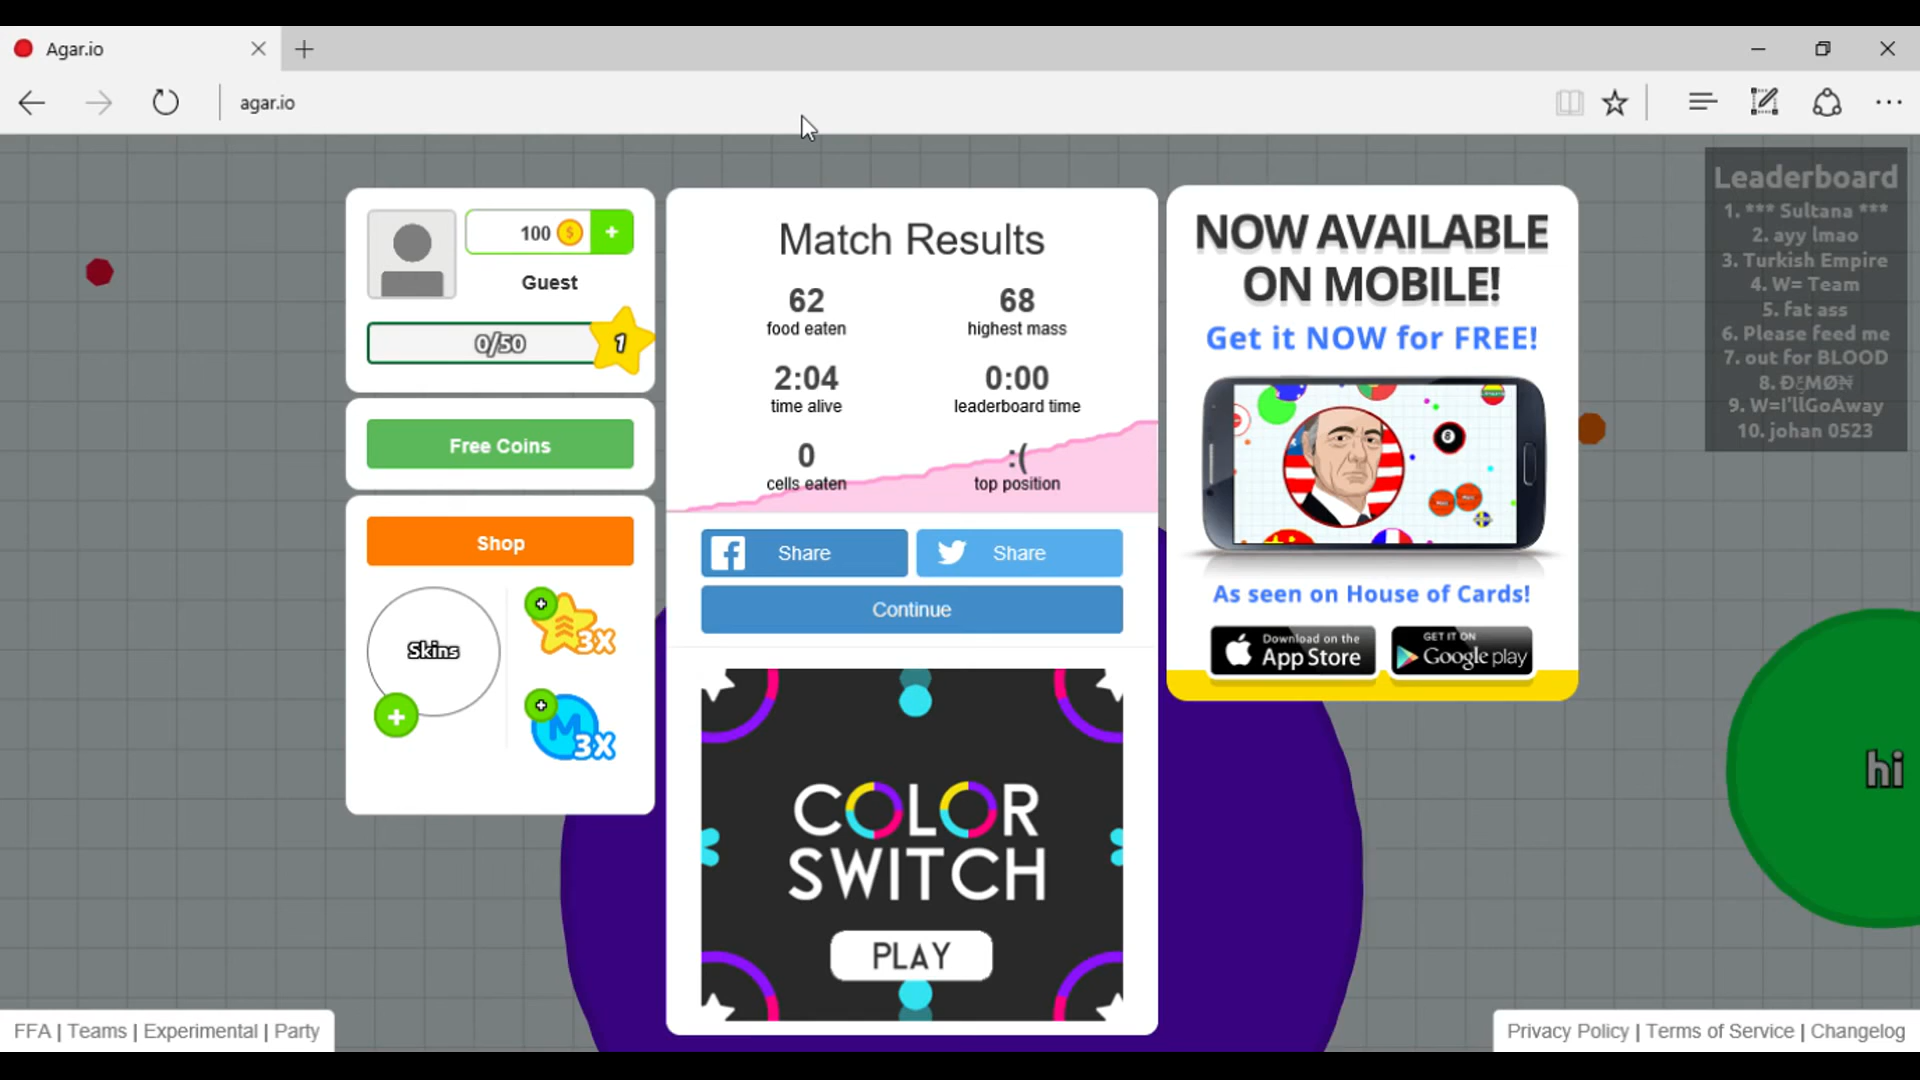 Agar.io
agar.io
100
Guest
0/50
1
Free Coins
Shop
Skins
3X
M
3X
Match Results
62
food eaten
68
highest mass
2:04
time alive
0:00
leaderboard time
0
cells eaten
:(
top position
Share
Share
Continue
COLOR
SWITCH
PLAY
NOW AVAILABLE
ON MOBILE!
Get it NOW for FREE!
8
As seen on House of Cards!
Download on the
App Store
GET IT ON
Google play
Leaderboard
1. *** Sultana ***
2. ayy lmao
3. Turkish Empire
4. W= Team
5. fat ass
6. Please feed me
7. out for BLOOD
9. W=I'llGoAway
10. johan 0523
hi
FFA | Teams | Experimental | Party
Privacy Policy | Terms of Service | Changelog